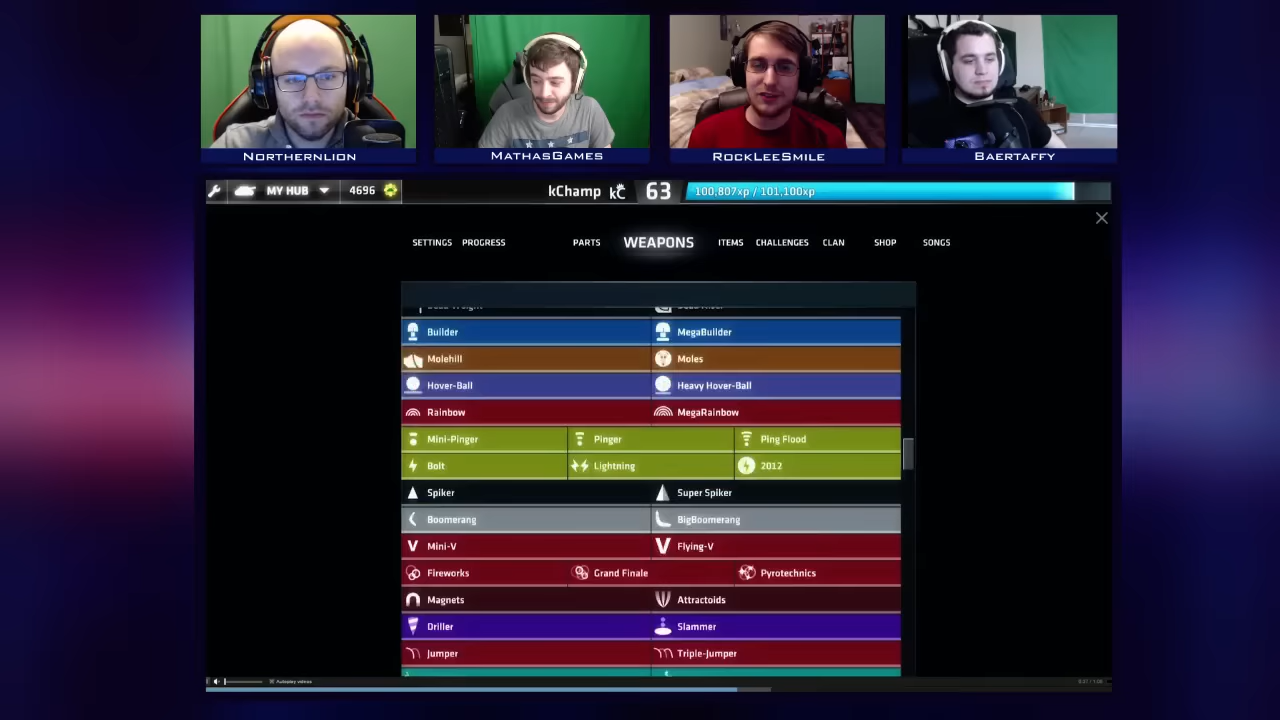 NORTHERNLION
MATHASGAMES
ROCKLEESMILE
BAERTAFFY
MY HUB 4696 kChamp kC 63 100,807xp / 101,100xp
SETTINGS PROGRESS PARTS WEAPONS ITEMS CHALLENGES CLAN SHOP SONGS
Builder MegaBuilder
Molehill Moles
Hover-Ball Heavy Hover-Ball
Rainbow MegaRainbow
Mini-Pinger Pinger Ping Flood
Bolt Lightning 2012
Spiker Super Spiker
Boomerang BigBoomerang
Mini-V Flying-V
Fireworks Grand Finale Pyrotechnics
Magnets Attractoids
Driller Slammer
Jumper Triple-Jumper
Autoplay videos